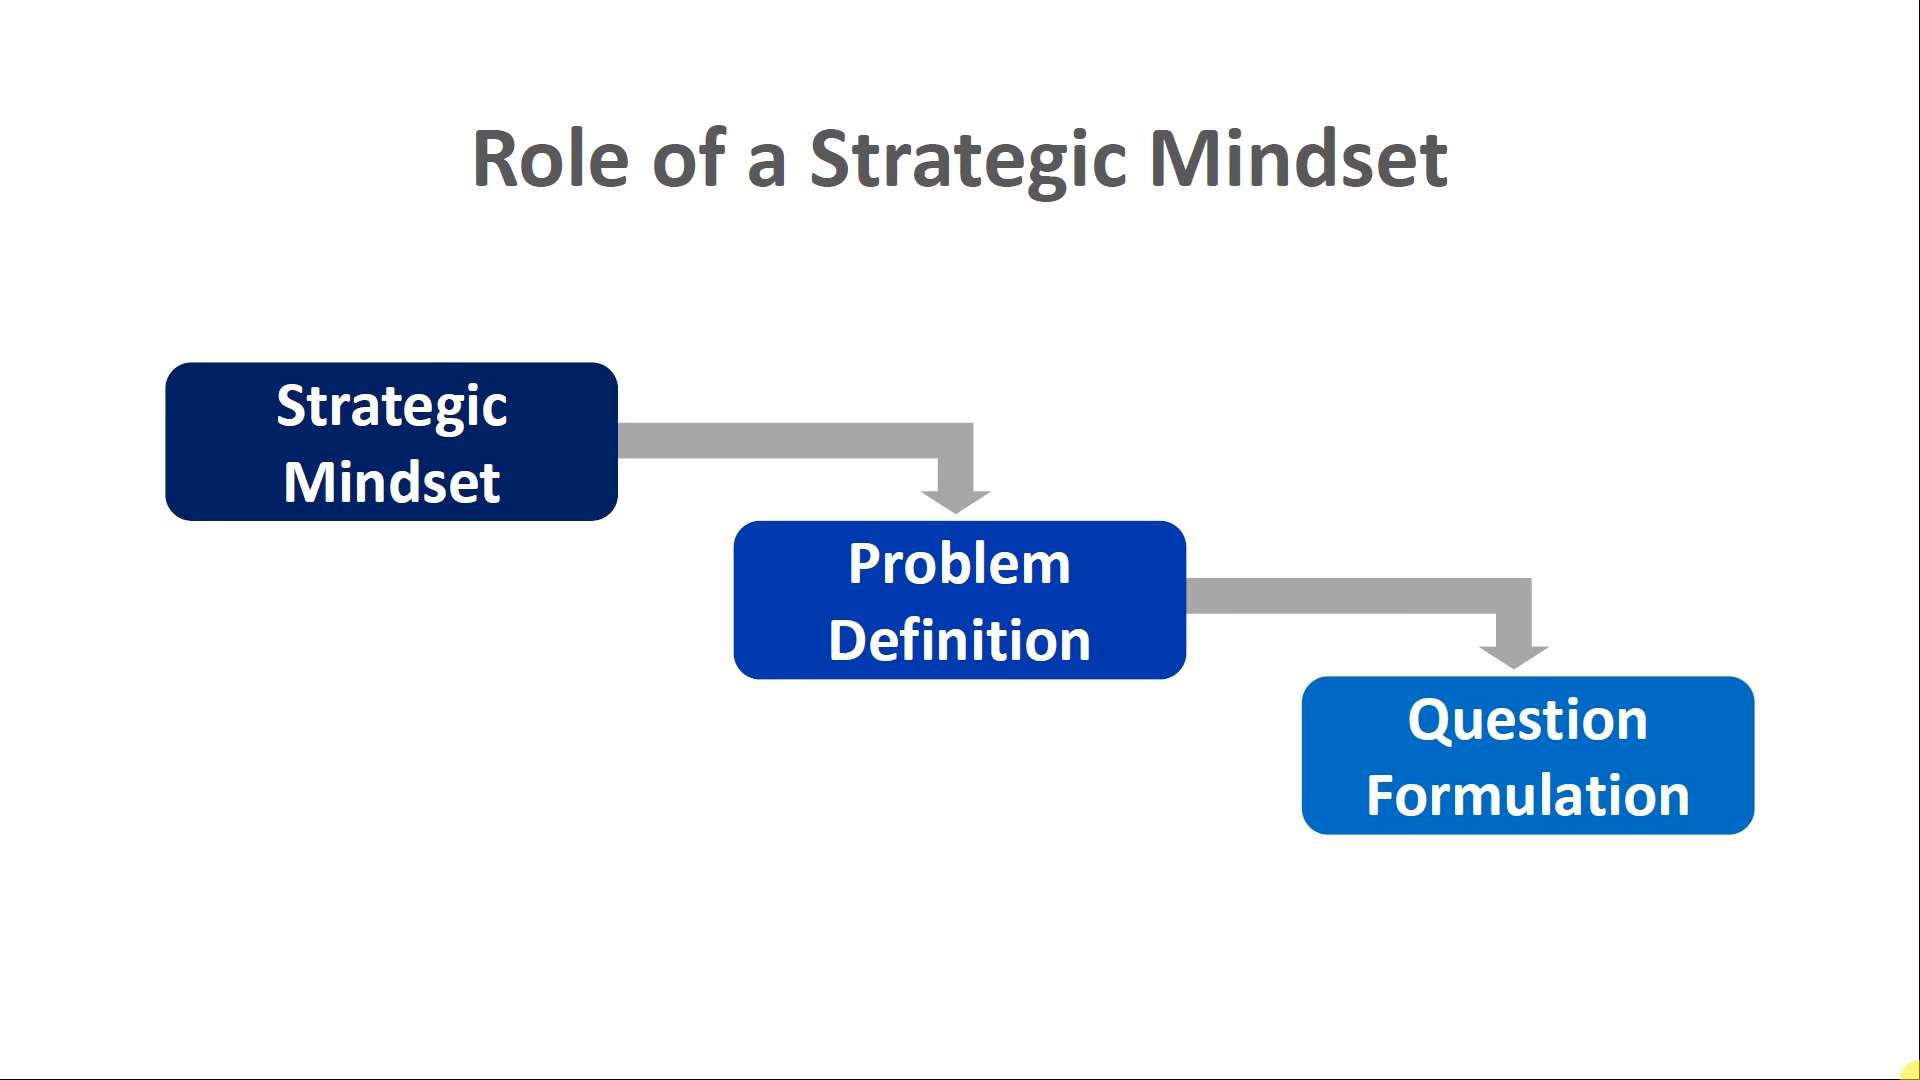 Role of a Strategic Mindset
Strategic
Mindset
Problem
Definition
Question
Formulation